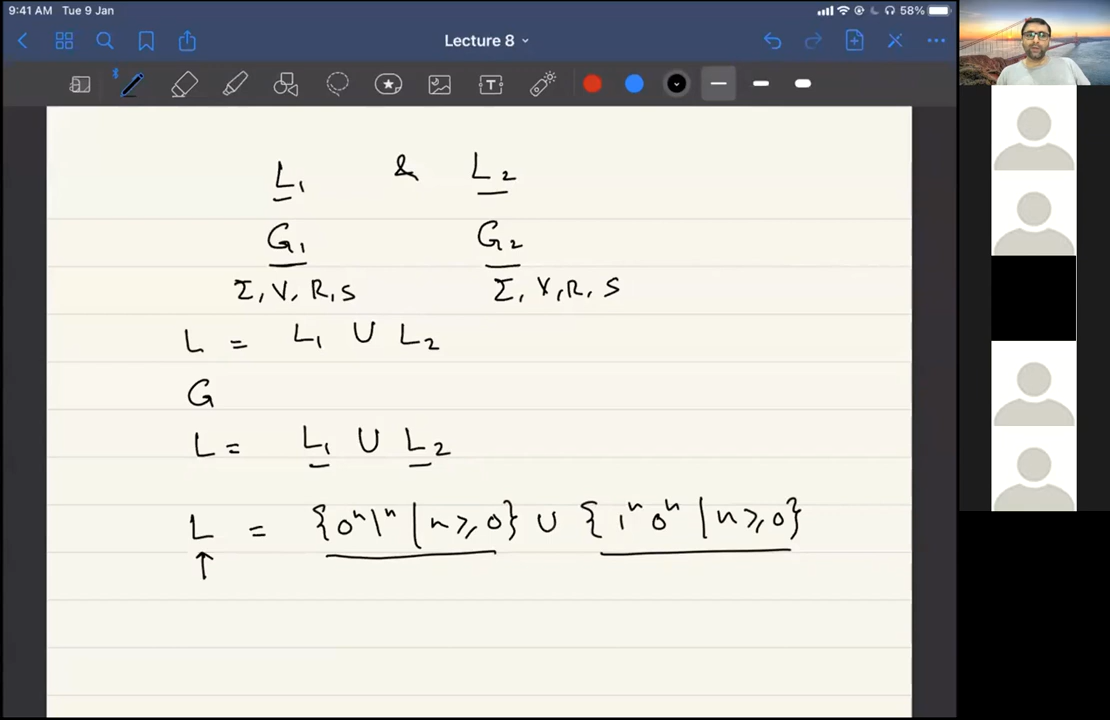 9:41 AM Tue 9 Jan
58%
Lecture 8
L₁ & L₂
G₁ G₂
Σ, V, R, S Σ, V, R, S
L = L₁ ∪ L₂
G
L = L₁ ∪ L₂
L = {0ⁿ1ⁿ | n ≥ 0} ∪ {1ⁿ0ⁿ | n ≥ 0}